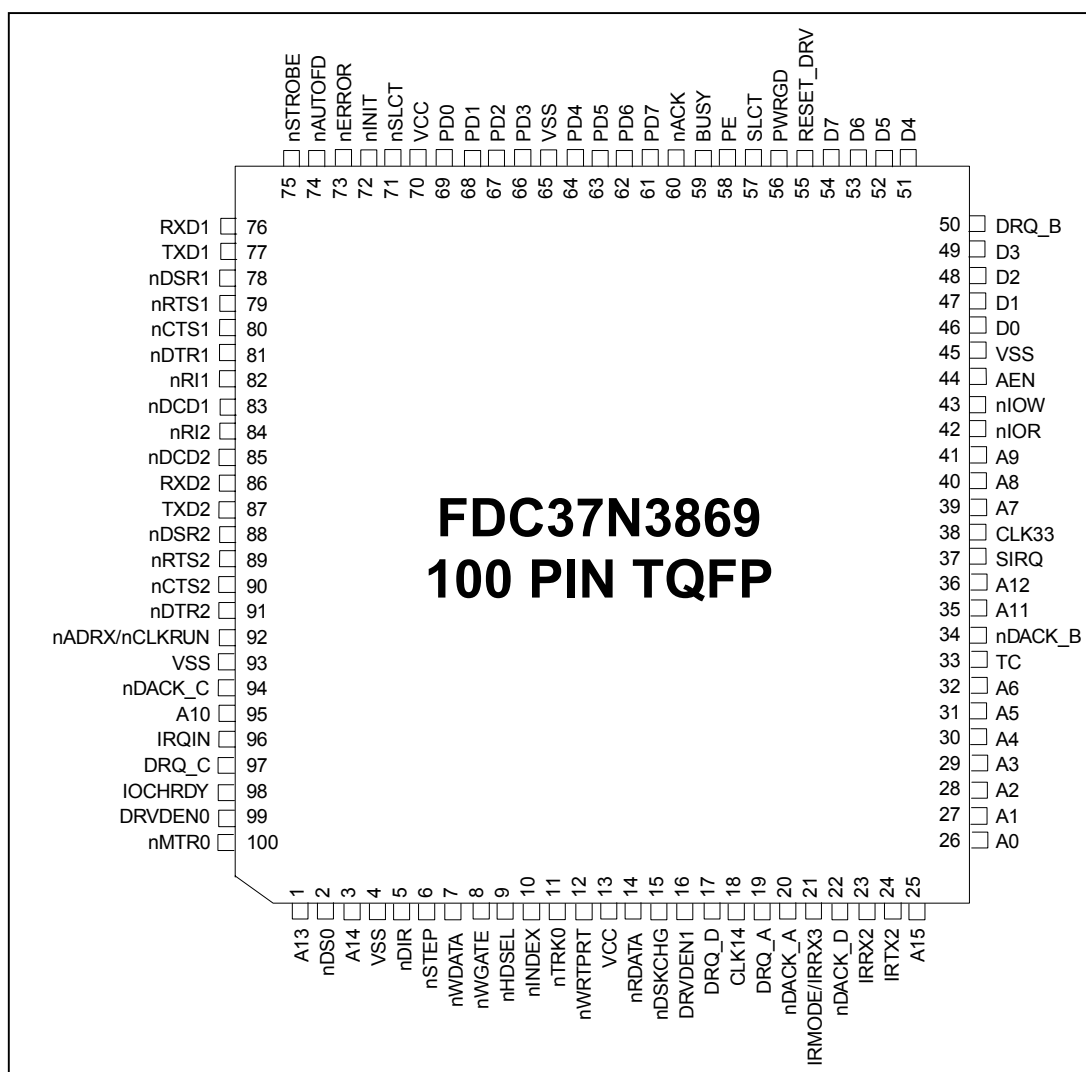 nSTROBE
nAUTOFD
nERROR
nINIT
nSLCT
VCC
PD0
PD1
PD2
PD3
VSS
PD4
PD5
PD6
PD7
nACK
BUSY
PE
SLCT
PWRGD
RESET_DRV
D7
D6
D5
D4
75
74
73
72
71
70
69
68
67
66
65
64
63
62
61
60
59
58
57
56
55
54
53
52
51
RXD1 76
TXD1 77
nDSR1 78
nRTS1 79
nCTS1 80
nDTR1 81
nRI1 82
nDCD1 83
nRI2 84
nDCD2 85
RXD2 86
TXD2 87
nDSR2 88
nRTS2 89
nCTS2 90
nDTR2 91
nADRX/nCLKRUN 92
VSS 93
nDACK_C 94
A10 95
IRQIN 96
DRQ_C 97
IOCHRDY 98
DRVDEN0 99
nMTR0 100
FDC37N3869
100 PIN TQFP
50 DRQ_B
49 D3
48 D2
47 D1
46 D0
45 VSS
44 AEN
43 nIOW
42 nIOR
41 A9
40 A8
39 A7
38 CLK33
37 SIRQ
36 A12
35 A11
34 nDACK_B
33 TC
32 A6
31 A5
30 A4
29 A3
28 A2
27 A1
26 A0
1
2
3
4
5
6
7
8
9
10
11
12
13
14
15
16
17
18
19
20
21
22
23
24
25
A13
nDS0
A14
VSS
nDIR
nSTEP
nWDATA
nWGATE
nHDSEL
nINDEX
nTRK0
nWRTPRT
VCC
nRDATA
nDSKCHG
DRVDEN1
DRQ_D
CLK14
DRQ_A
nDACK_A
IRMODE/IRRX3
nDACK_D
IRRX2
IRTX2
A15